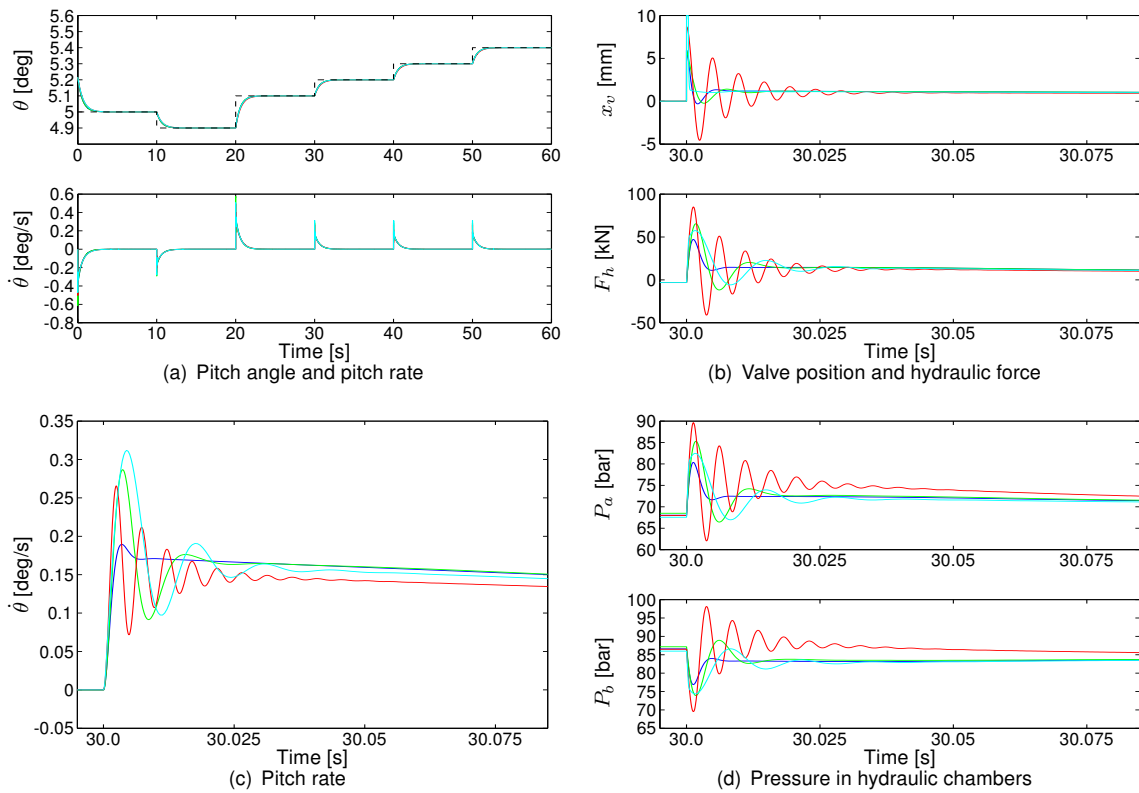 5.6
5.5
5.4
5.3
5.2
5.1
5
4.9
θ [deg]
0 10 20 30 40 50 60
0.6
0.4
0.2
0
-0.2
-0.4
-0.6
-0.8
θ̇ [deg/s]
0 10 20 30 40 50 60
Time [s]
(a) Pitch angle and pitch rate
10
5
0
-5
x_v [mm]
30.0 30.025 30.05 30.075
100
50
0
-50
F_h [kN]
30.0 30.025 30.05 30.075
Time [s]
(b) Valve position and hydraulic force
0.35
0.3
0.25
0.2
0.15
0.1
0.05
0
-0.05
θ̇ [deg/s]
30.0 30.025 30.05 30.075
Time [s]
(c) Pitch rate
90
85
80
75
70
65
60
P_a [bar]
30.0 30.025 30.05 30.075
100
95
90
85
80
75
70
65
P_b [bar]
30.0 30.025 30.05 30.075
Time [s]
(d) Pressure in hydraulic chambers